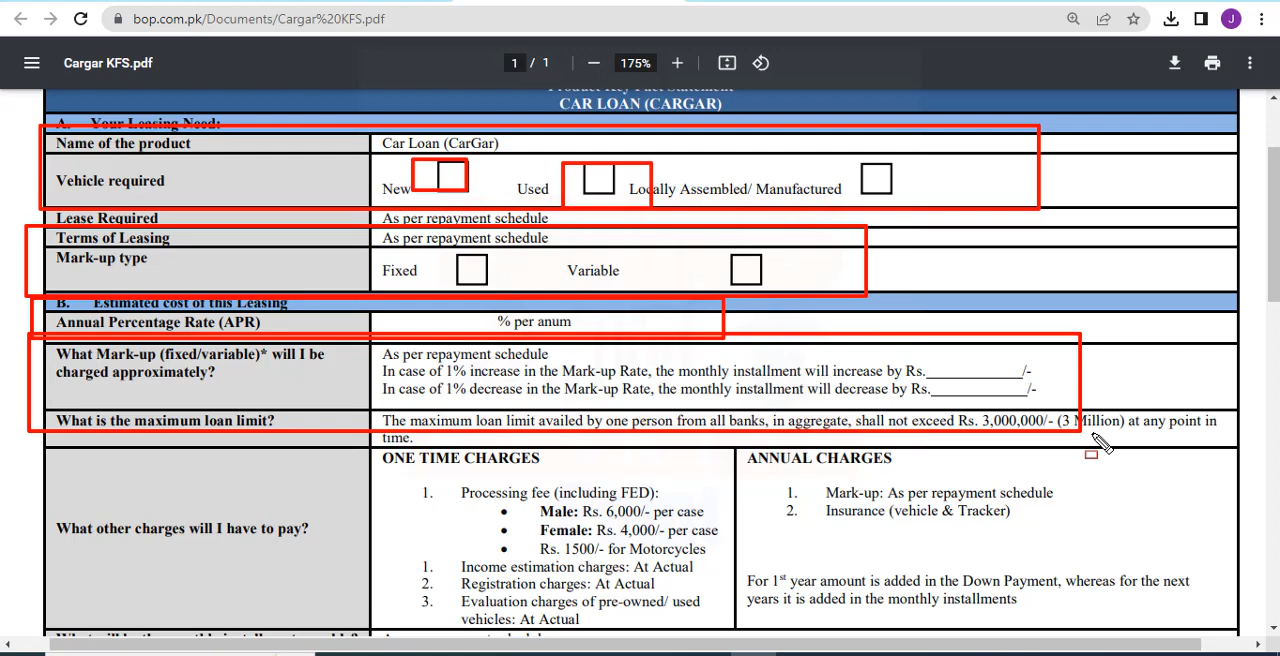 bop.com.pk/Documents/Cargar%20KFS.pdf
J
Cargar KFS.pdf
1 / 1
175%
Product Key Fact Statement
CAR LOAN (CARGAR)
A. Your Leasing Need:
Name of the product
Car Loan (CarGar)
Vehicle required
New Used Locally Assembled/ Manufactured
Lease Required
As per repayment schedule
Terms of Leasing
As per repayment schedule
Mark-up type
Fixed Variable
B. Estimated cost of this Leasing
Annual Percentage Rate (APR)
% per anum
What Mark-up (fixed/variable)* will I be
charged approximately?
As per repayment schedule
In case of 1% increase in the Mark-up Rate, the monthly installment will increase by Rs.____________/-
In case of 1% decrease in the Mark-up Rate, the monthly installment will decrease by Rs.____________/-
What is the maximum loan limit?
The maximum loan limit availed by one person from all banks, in aggregate, shall not exceed Rs. 3,000,000/- (3 Million) at any point in
time.
What other charges will I have to pay?
ONE TIME CHARGES
1. Processing fee (including FED):
• Male: Rs. 6,000/- per case
• Female: Rs. 4,000/- per case
• Rs. 1500/- for Motorcycles
1. Income estimation charges: At Actual
2. Registration charges: At Actual
3. Evaluation charges of pre-owned/ used
vehicles: At Actual
ANNUAL CHARGES
1. Mark-up: As per repayment schedule
2. Insurance (vehicle & Tracker)
For 1st year amount is added in the Down Payment, whereas for the next
years it is added in the monthly installments